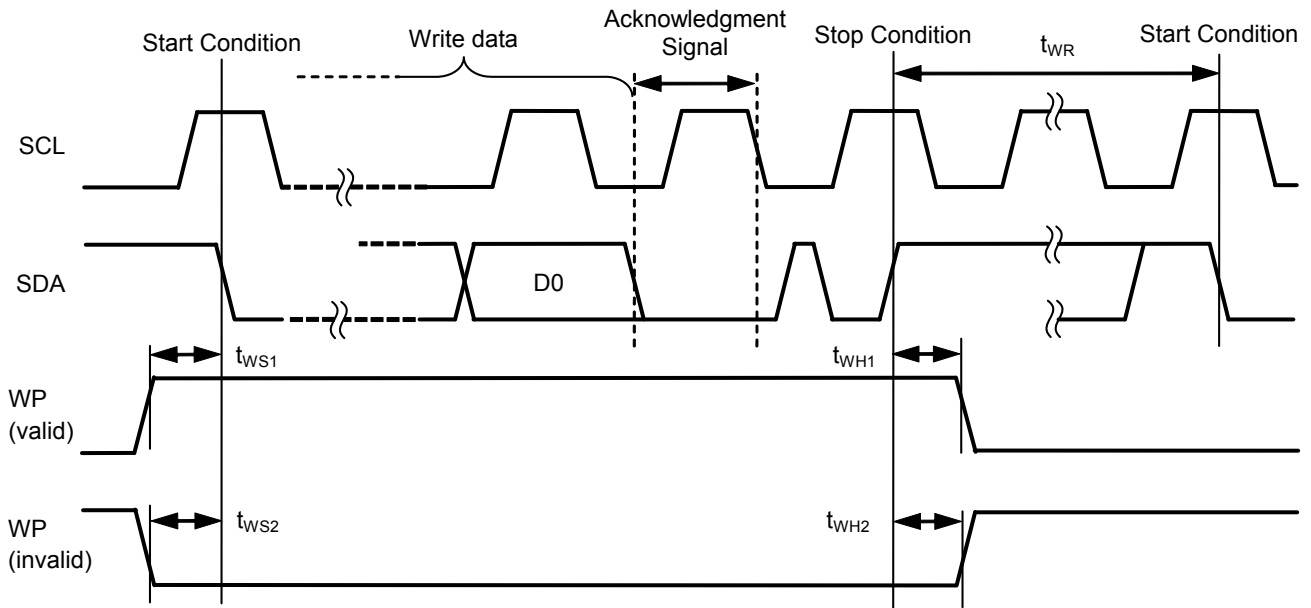 Start Condition
Write data
Acknowledgment
Signal
Stop Condition
tWR
Start Condition
SCL
SDA
D0
tWS1
tWH1
WP
(valid)
tWS2
tWH2
WP
(invalid)